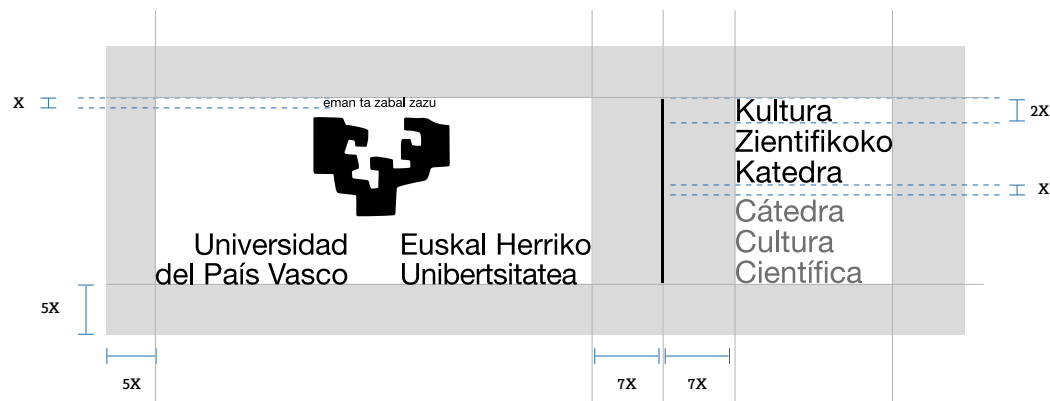 X
eman ta zabal zazu
Universidad
del País Vasco
Euskal Herriko
Unibertsitatea
Kultura
Zientifikoko
Katedra
Cátedra
Cultura
Científica
2X
X
5X
5X
7X
7X